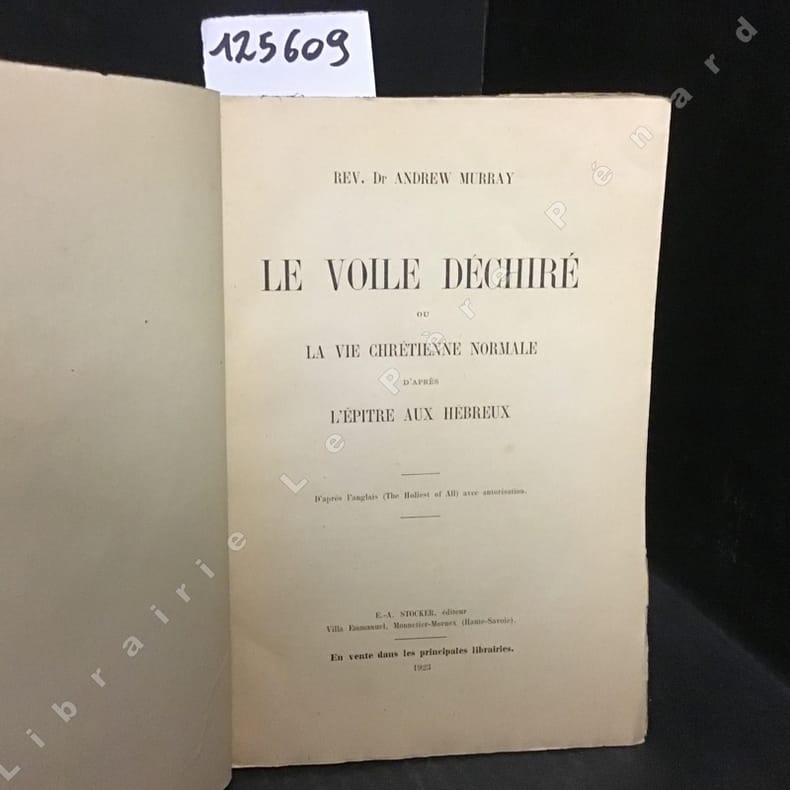 125609
REV. Dr ANDREW MURRAY
LE VOILE DÉCHIRÉ
OU
LA VIE CHRÉTIENNE NORMALE
D'APRÈS
L'ÉPITRE AUX HÉBREUX
D'après l'anglais (The Holiest of All) avec autorisation.
E.-A. STOCKER, éditeur
Villa Emmanuel, Monnetier-Mornex (Haute-Savoie).
En vente dans les principales librairies.
1923
Librairie Le Père Pénard